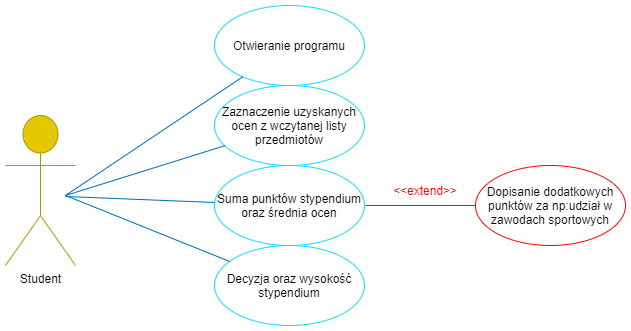 Otwieranie programu
Zaznaczenie uzyskanych
ocen z wczytanej listy
przedmiotów
Suma punktów stypendium
oraz średnia ocen
<<extend>>
Dopisanie dodatkowych
punktów za np:udział w
zawodach sportowych
Decyzja oraz wysokość
stypendium
Student